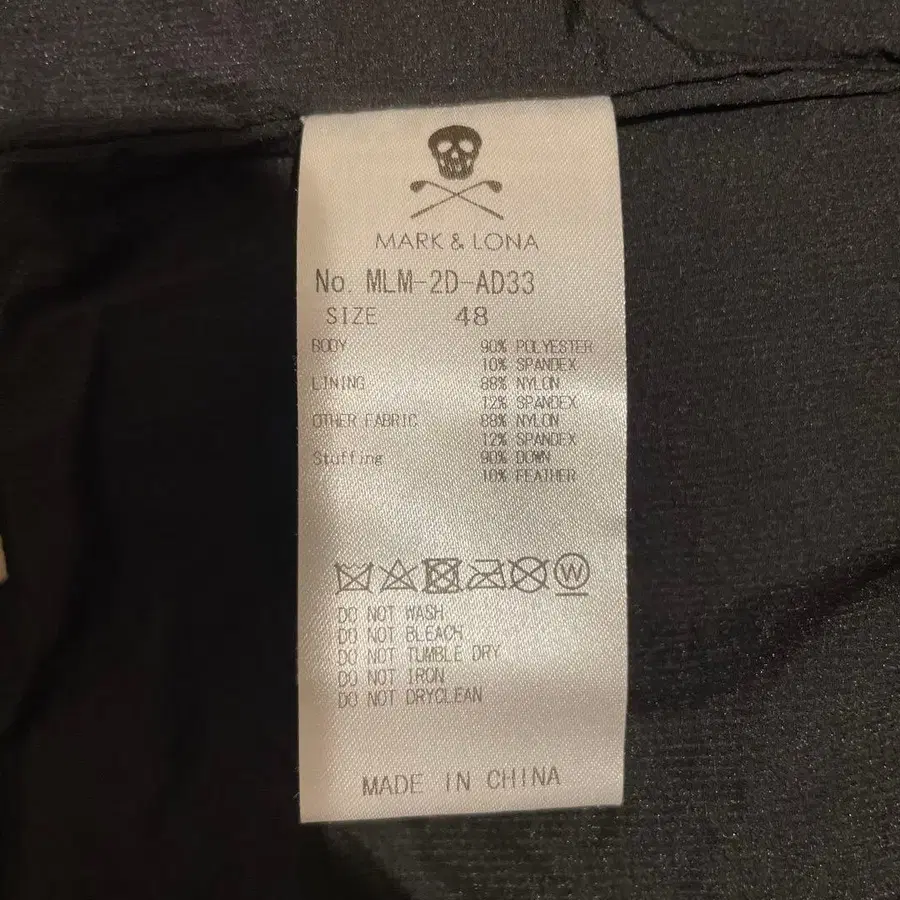 MARK & LONA
No. MLM-2D-AD33
SIZE 48
BODY 90% POLYESTER
10% SPANDEX
LINING 88% NYLON
12% SPANDEX
OTHER FABRIC 88% NYLON
12% SPANDEX
Stuffing 90% DOWN
10% FEATHER
W
DO NOT WASH
DO NOT BLEACH
DO NOT TUMBLE DRY
DO NOT IRON
DO NOT DRYCLEAN
MADE IN CHINA